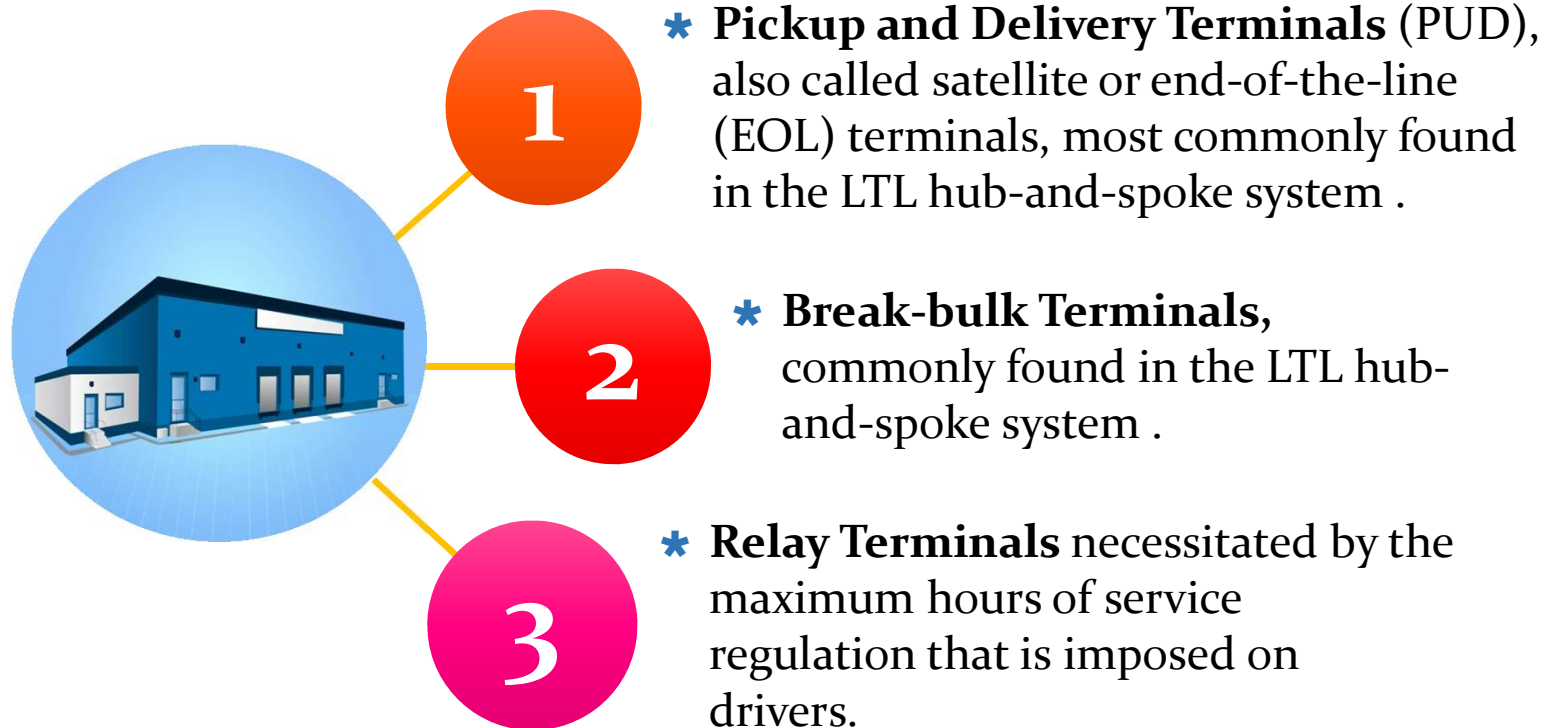 1
* Pickup and Delivery Terminals (PUD),
also called satellite or end-of-the-line
(EOL) terminals, most commonly found
in the LTL hub-and-spoke system .
2
* Break-bulk Terminals,
commonly found in the LTL hub-
and-spoke system .
3
* Relay Terminals necessitated by the
maximum hours of service
regulation that is imposed on
drivers.